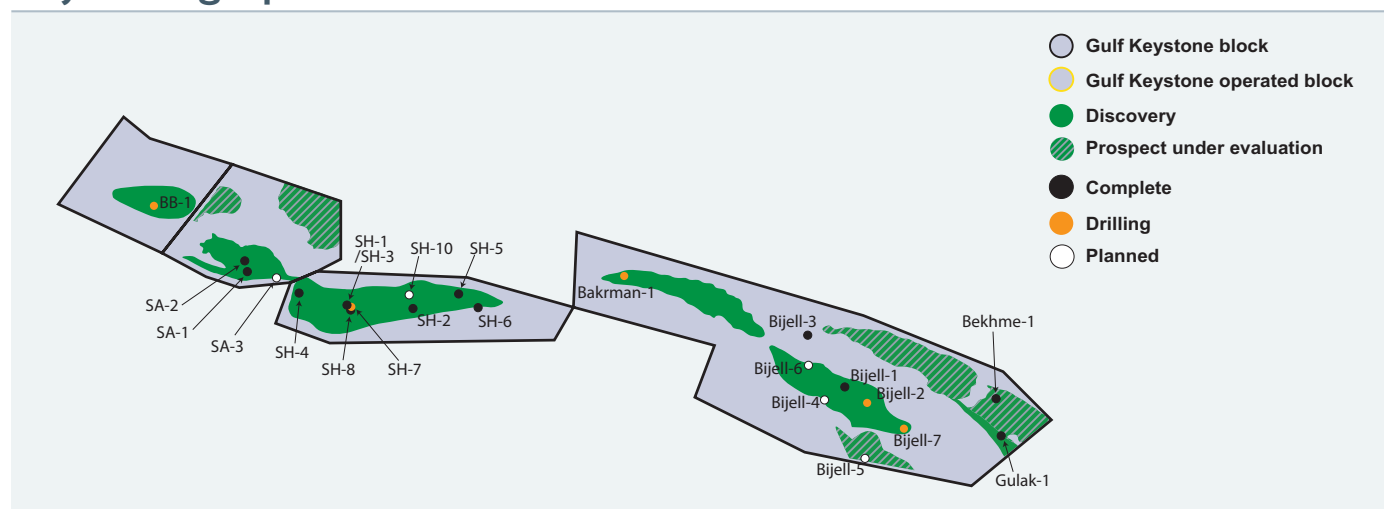 Gulf Keystone block
Gulf Keystone operated block
Discovery
Prospect under evaluation
Complete
Drilling
Planned
BB-1
SA-2
SA-1
SA-3
SH-1
/SH-3
SH-10
SH-5
SH-4
SH-8
SH-7
SH-2
SH-6
Bakrman-1
Bijell-3
Bekhme-1
Bijell-6
Bijell-1
Bijell-2
Bijell-4
Bijell-7
Bijell-5
Gulak-1